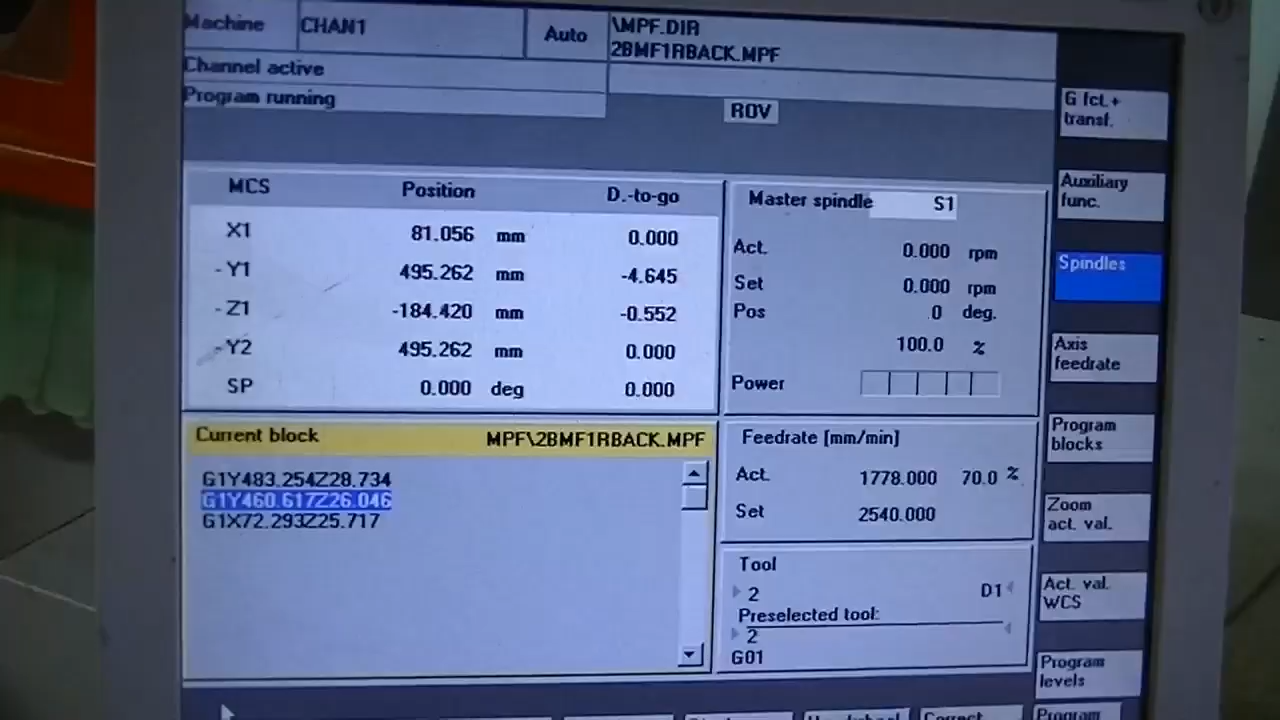 Machine CHAN1 Auto \MPF.DIR
2BMF1RBACK.MPF
Channel active
Program running
ROV
MCS Position D.-to-go
X1 81.056 mm 0.000
- Y1 495.262 mm -4.645
- Z1 -184.420 mm -0.552
- Y2 495.262 mm 0.000
SP 0.000 deg 0.000
Master spindle S1
Act. 0.000 rpm
Set 0.000 rpm
Pos 0 deg.
100.0 %
Power
Current block MPF\2BMF1RBACK.MPF
G1Y483.254Z28.734
G1Y460.617Z26.046
G1X72.293Z25.717
Feedrate [mm/min]
Act. 1778.000 70.0 %
Set 2540.000
Tool
2 D1
Preselected tool:
2
G01
G fct.+
transf.
Auxiliary
func.
Spindles
Axis
feedrate
Program
blocks
Zoom
act. val.
Act. val.
WCS
Program
levels
Program